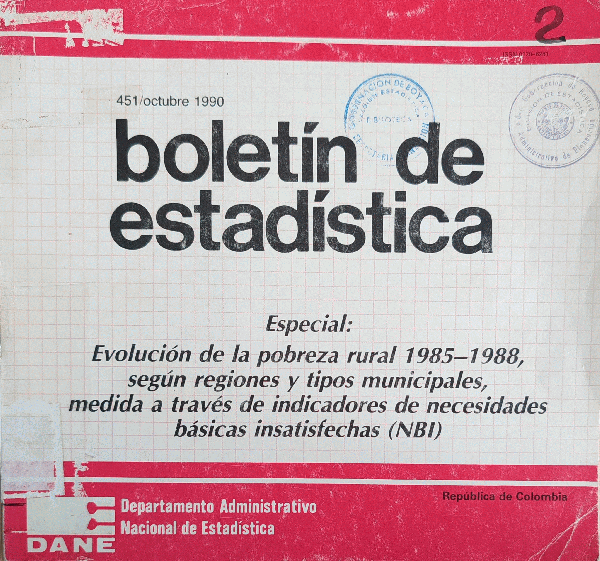 2
451/octubre 1990
boletín de
estadística
Especial:
Evolución de la pobreza rural 1985–1988,
según regiones y tipos municipales,
medida a través de indicadores de necesidades
básicas insatisfechas (NBI)
República de Colombia
Departamento Administrativo
Nacional de Estadística
DANE